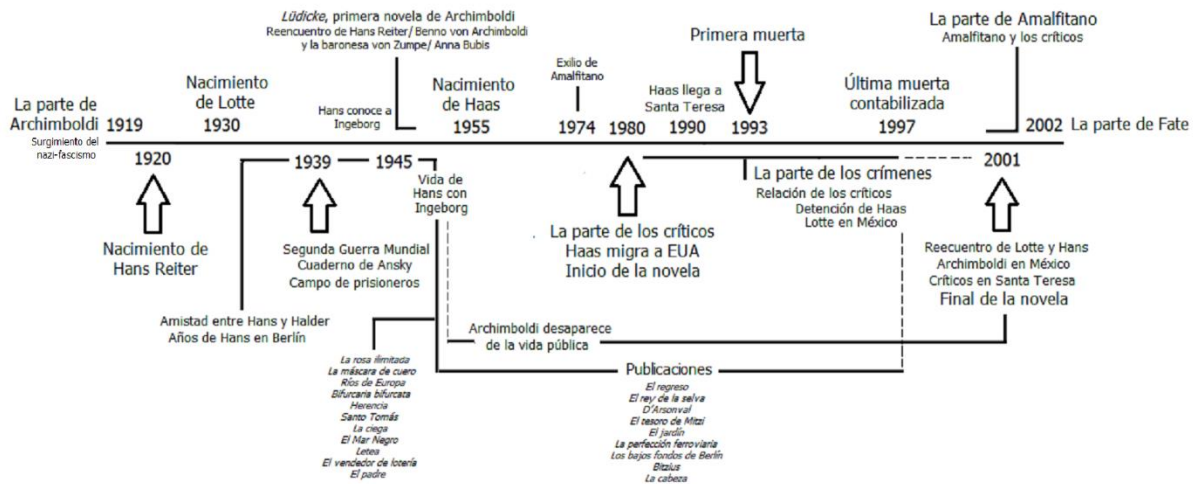 Lüdicke, primera novela de Archimboldi
Reencuentro de Hans Reiter/ Benno von Archimboldi
y la baronesa von Zumpe/ Anna Bubis
La parte de Amalfitano
Amalfitano y los críticos
Primera muerta
Nacimiento
de Lotte
1930
Hans conoce a
Ingeborg
Nacimiento
de Haas
1955
Exilio de
Amalfitano
1974
1980
Haas llega a
Santa Teresa
1990
1993
Última muerta
contabilizada
1997
La parte de
Archimboldi
1919
Surgimiento del
nazi-fascismo
2002
La parte de Fate
1920
Nacimiento de
Hans Reiter
1939
1945
Segunda Guerra Mundial
Cuaderno de Ansky
Campo de prisioneros
Vida de
Hans con
Ingeborg
La parte de los críticos
Haas migra a EUA
Inicio de la novela
La parte de los crímenes
Relación de los críticos
Detención de Haas
Lotte en México
2001
Reecuentro de Lotte y Hans
Archimboldi en México
Críticos en Santa Teresa
Final de la novela
Amistad entre Hans y Halder
Años de Hans en Berlín
Archimboldi desaparece
de la vida pública
La rosa ilimitada
La máscara de cuero
Ríos de Europa
Bifurcaria bifurcata
Herencia
Santo Tomás
La ciega
El Mar Negro
Letea
El vendedor de lotería
El padre
Publicaciones
El regreso
El rey de la selva
D'Arsonval
El tesoro de Mitzi
El jardín
La perfección ferroviaria
Los bajos fondos de Berlín
Bitzius
La cabeza